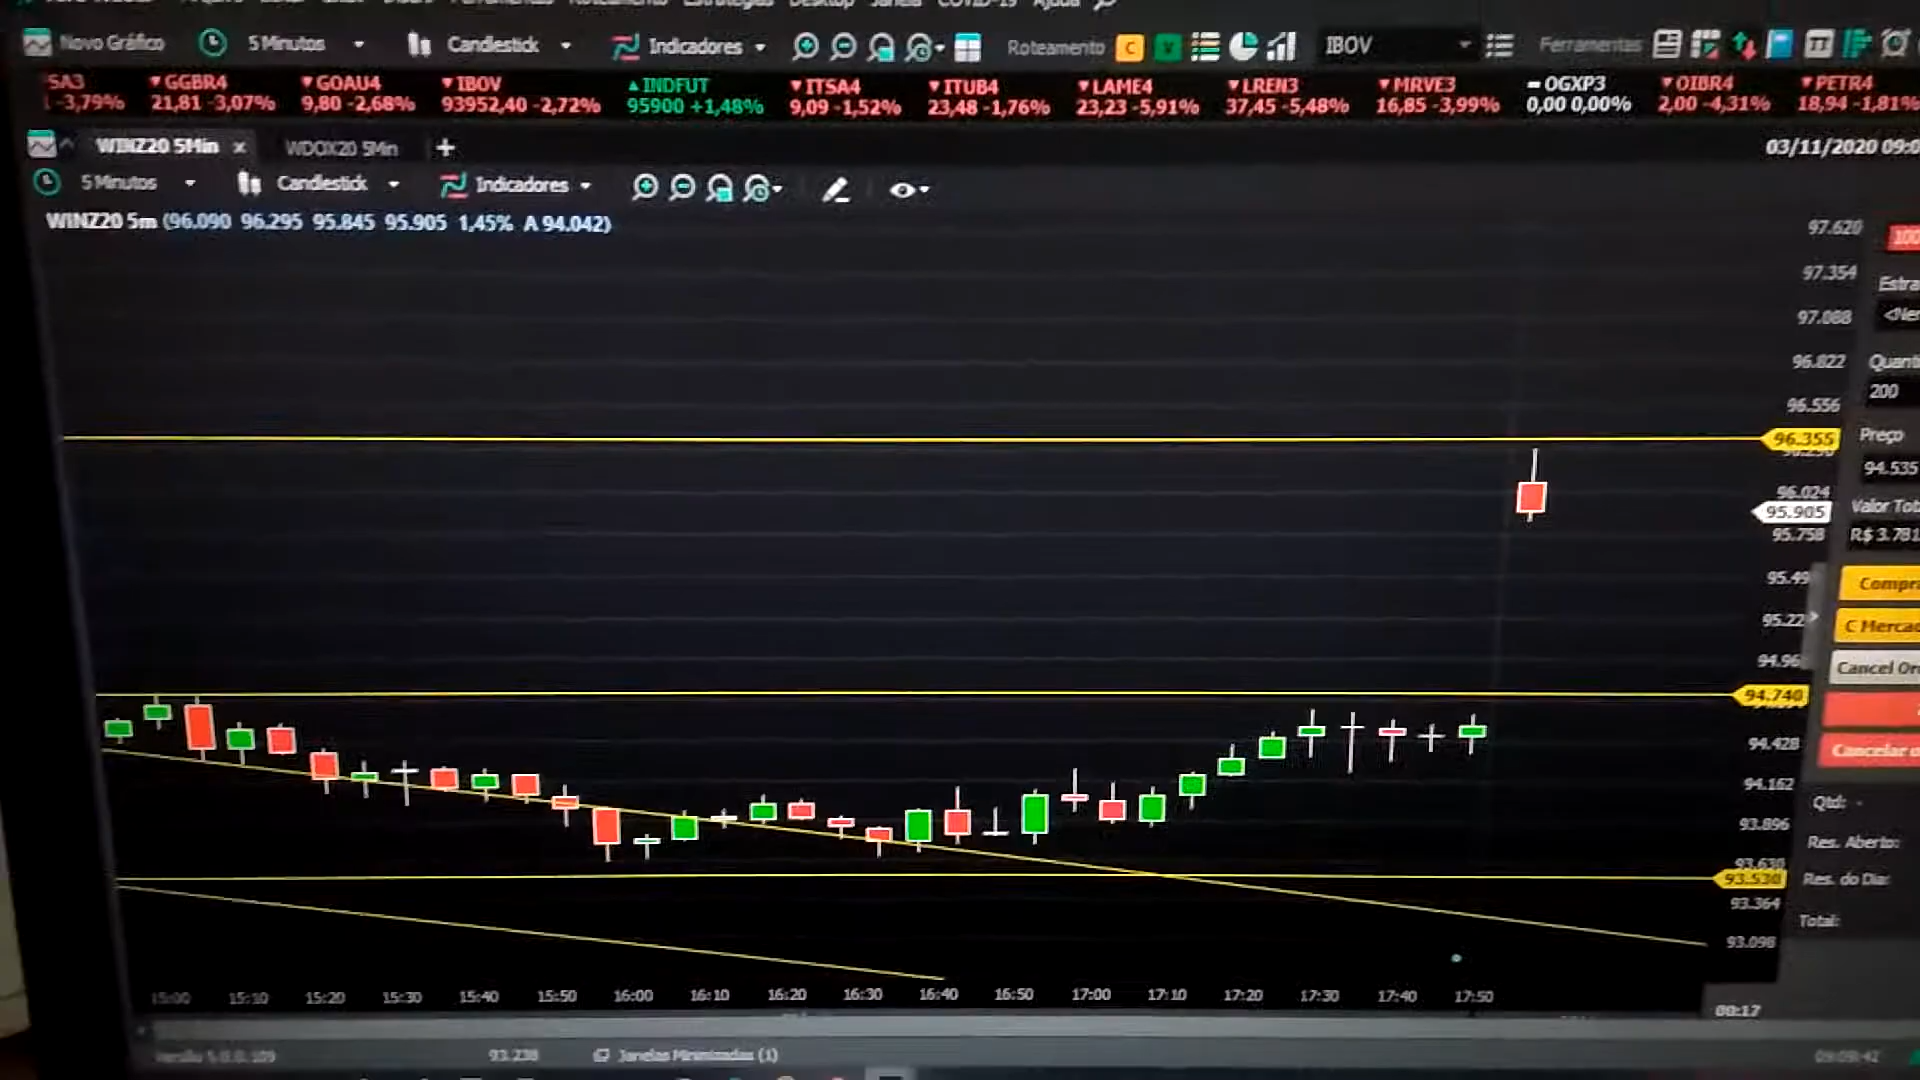 Novo Gráfico 5 Minutos Candlestick Indicadores Roteamento C V IBOV Ferramentas
SA3 GGBR4 GOAU4 IBOV INDFUT ITSA4 ITUB4 LAME4 LREN3 MRVE3 OGXP3 OIBR4 PETR4
-3,79% 21,81 -3,07% 9,80 -2,68% 93952,40 -2,72% 95900 +1,48% 9,09 -1,52% 23,48 -1,76% 23,23 -5,91% 37,45 -5,48% 16,85 -3,99% 0,00 0,00% 2,00 -4,31% 18,94 -1,81%
WINZ20 5Min × WDOX20 5Min + 03/11/2020 09:0
5 Minutos Candlestick Indicadores
WINZ20 5m (96.090 96.295 95.845 95.905 1,45% A 94.042)
97.620
100
97.354
Estra
97.088
<Ner
96.822
Quanti
96.556
200
96.355
Preço
94.535
96.024
95.905
Valor Tot
95.758
R$ 3.781
95.49
Compra
95.22
C Mercad
94.96
Cancel Or
94.740
94.428
Cancelar o
94.162
Qtd: -
93.896
Res. Aberto:
93.630
93.530
Res. do Dia:
93.364
Total:
93.098
15:00 15:10 15:20 15:30 15:40 15:50 16:00 16:10 16:20 16:30 16:40 16:50 17:00 17:10 17:20 17:30 17:40 17:50
00:17
93.238 Janelas Minimizadas (1) 09:09:42